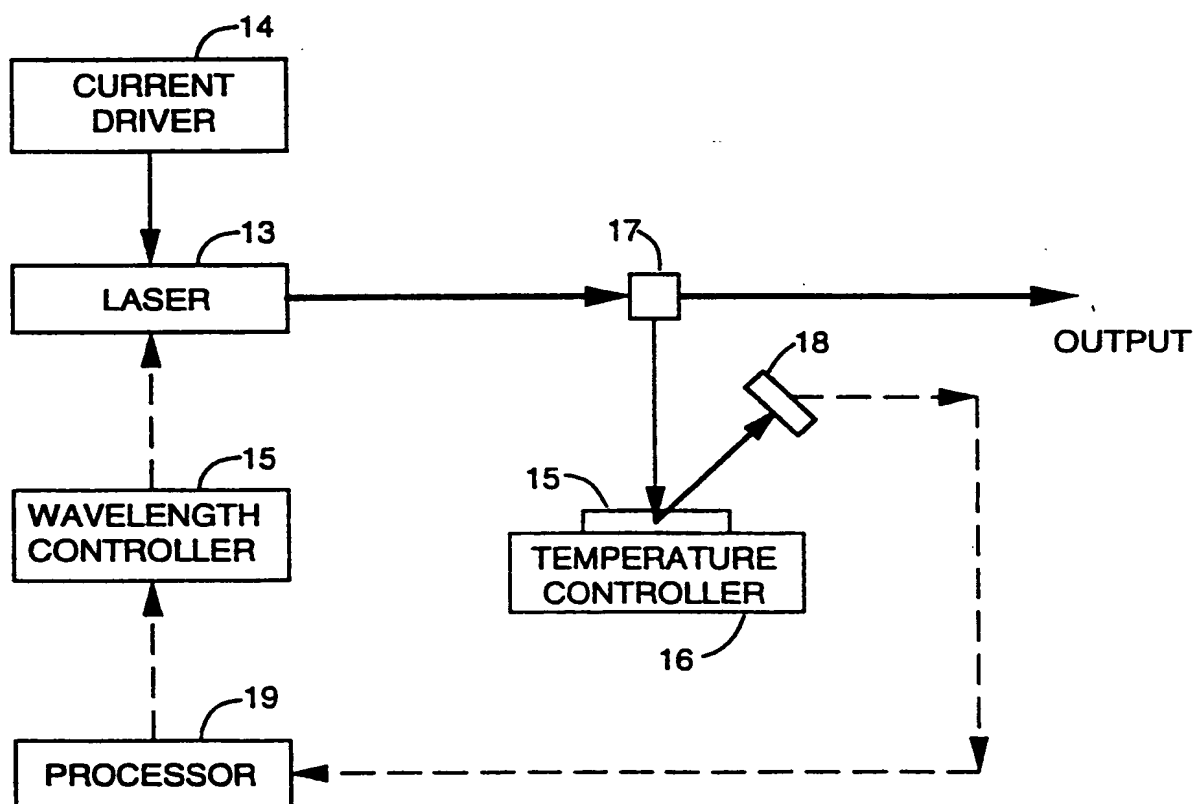 14
CURRENT
DRIVER
13
LASER
17
OUTPUT
18
15
WAVELENGTH
CONTROLLER
15
TEMPERATURE
CONTROLLER
16
19
PROCESSOR